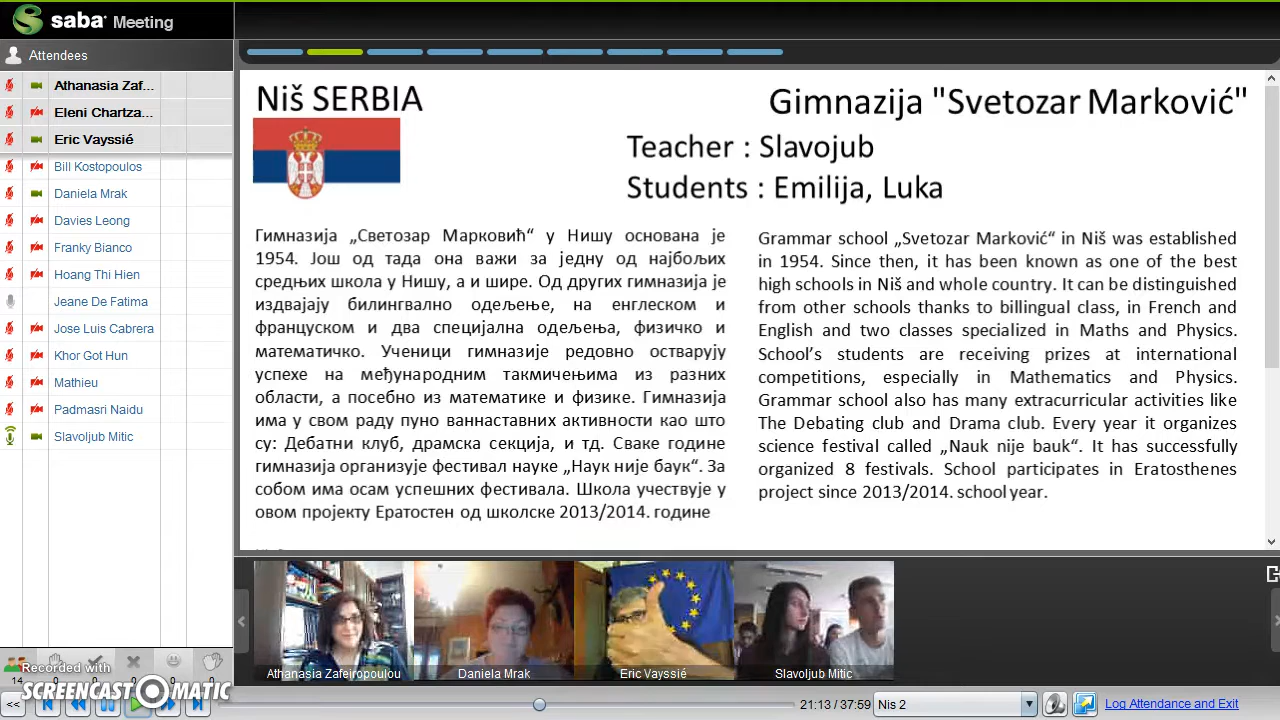 saba Meeting
Attendees
Athanasia Zaf...
Eleni Chartza...
Eric Vayssié
Bill Kostopoulos
Daniela Mrak
Davies Leong
Franky Bianco
Hoang Thi Hien
Jeane De Fatima
Jose Luis Cabrera
Khor Got Hun
Mathieu
Padmasri Naidu
Slavoljub Mitic
Niš SERBIA
Gimnazija "Svetozar Marković"
Teacher : Slavojub
Students : Emilija, Luka
Гимназија „Светозар Марковић“ у Нишу основана је
1954. Још од тада она важи за једну од најбољих
средњих школа у Нишу, а и шире. Од других гимназија је
издвајају билингвално одељење, на енглеском и
француском и два специјална одељења, физичко и
математичко. Ученици гимназије редовно остварују
успехе на међународним такмичењима из разних
области, а посебно из математике и физике. Гимназија
има у свом раду пуно ваннаставних активности као што
су: Дебатни клуб, драмска секција, и тд. Сваке године
гимназија организује фестивал науке „Наук није баук“. За
собом има осам успешних фестивала. Школа учествује у
овом пројекту Ератостен од школске 2013/2014. године
Grammar school „Svetozar Marković“ in Niš was established
in 1954. Since then, it has been known as one of the best
high schools in Niš and whole country. It can be distinguished
from other schools thanks to billingual class, in French and
English and two classes specialized in Maths and Physics.
School’s students are receiving prizes at international
competitions, especially in Mathematics and Physics.
Grammar school also has many extracurricular activities like
The Debating club and Drama club. Every year it organizes
science festival called „Nauk nije bauk“. It has successfully
organized 8 festivals. School participates in Eratosthenes
project since 2013/2014. school year.
Athanasia Zafeiropoulou
Daniela Mrak
Eric Vayssié
Slavoljub Mitic
14 0 0 0 0 0
Recorded with
SCREENCAST MATIC
<<
21:13 / 37:59
Nis 2
Log Attendance and Exit